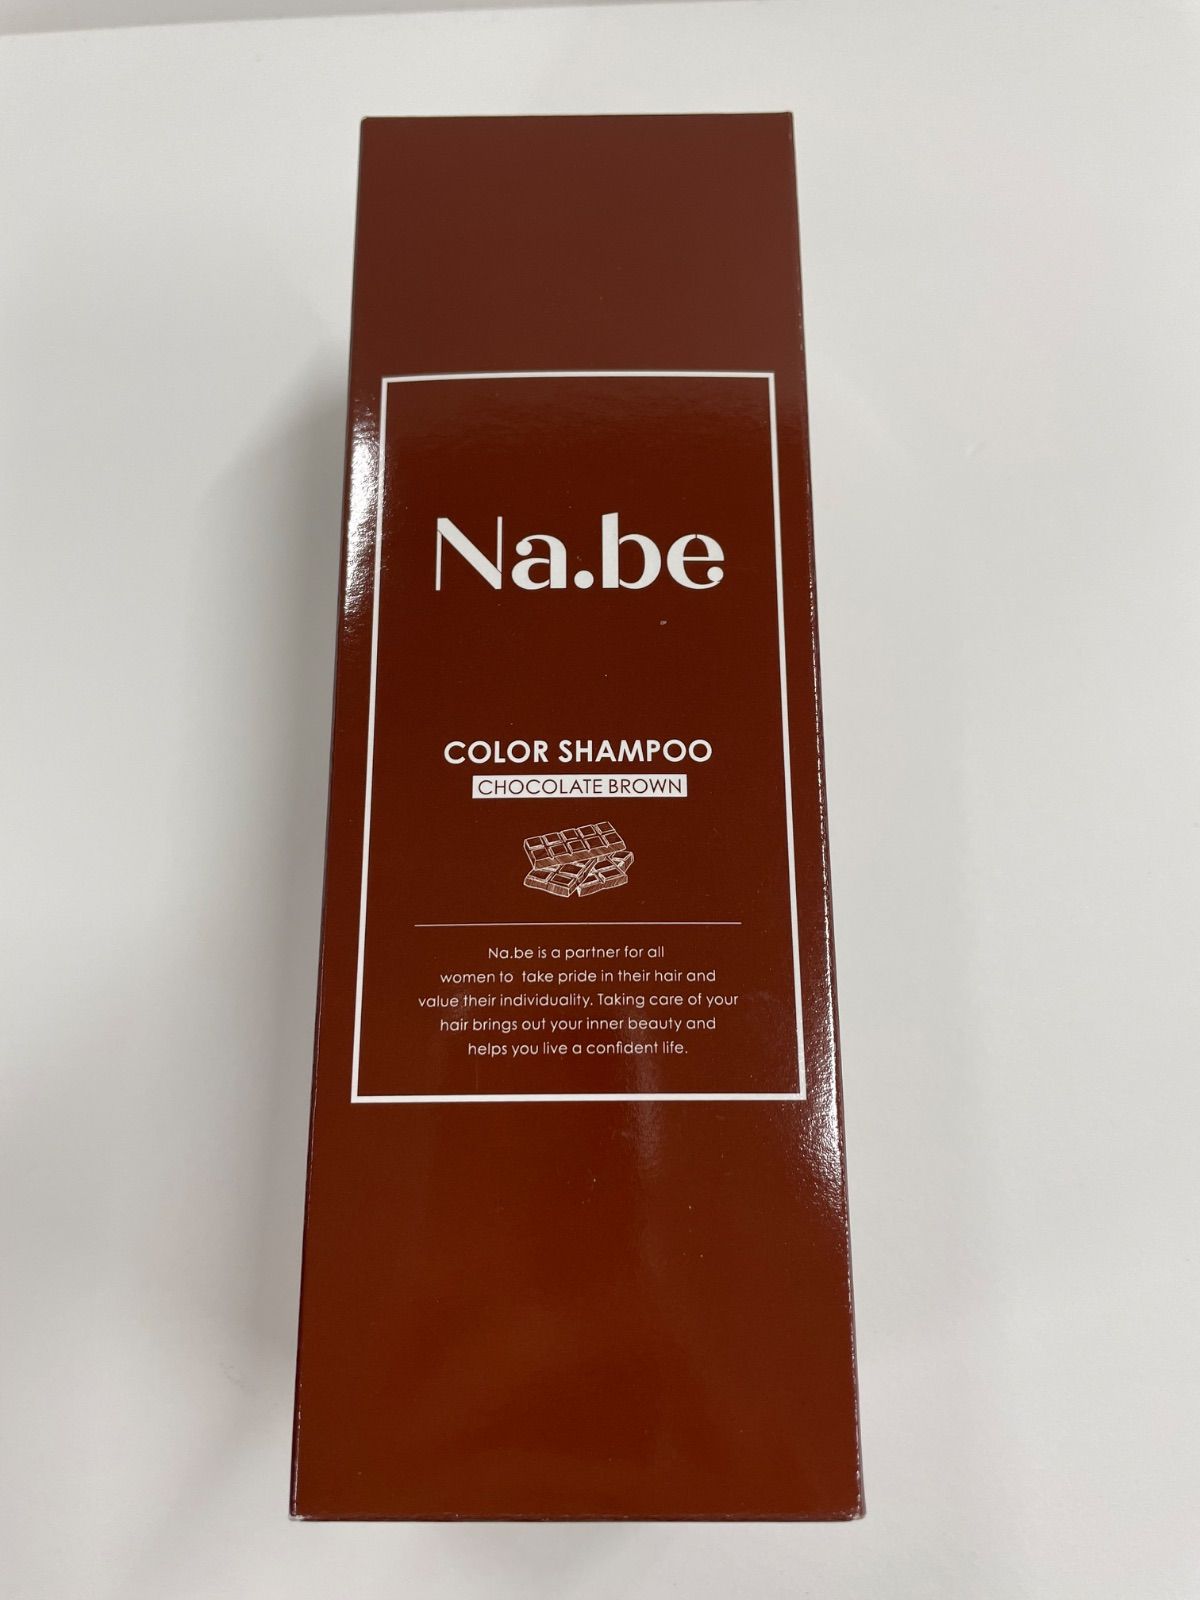 Na.be
COLOR SHAMPOO
CHOCOLATE BROWN
Na.be is a partner for all
women to take pride in their hair and
value their individuality. Taking care of your
hair brings out your inner beauty and
helps you live a confident life.